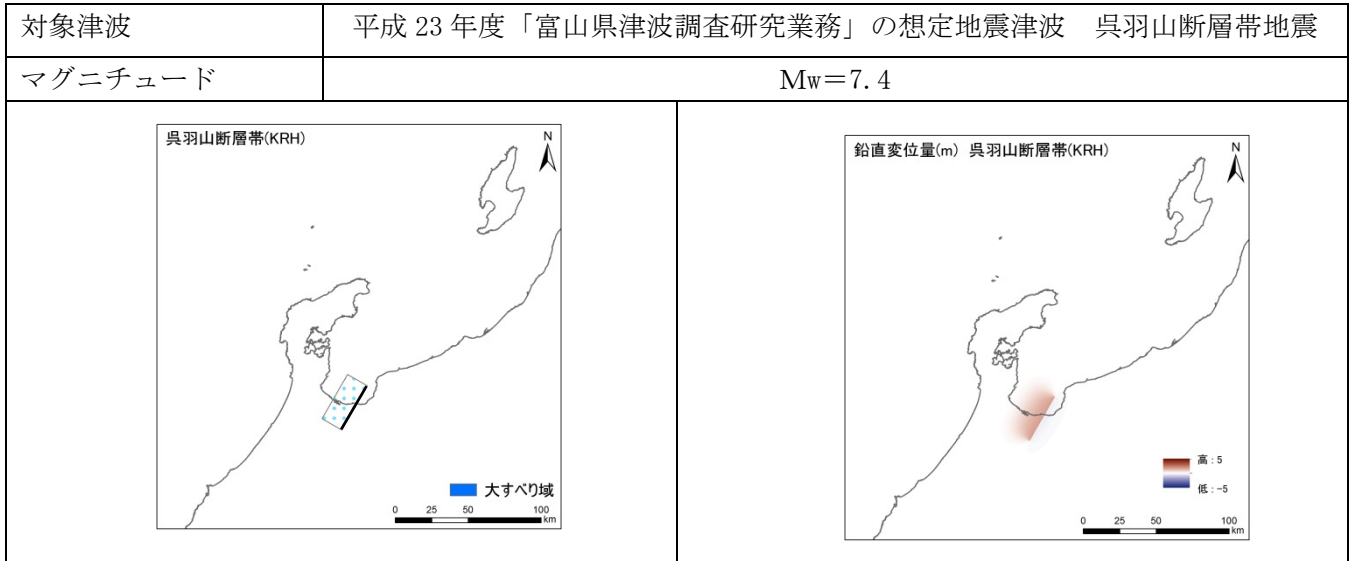 対象津波
平成 23 年度「富山県津波調査研究業務」の想定地震津波　呉羽山断層帯地震
マグニチュード
Mw=7.4
呉羽山断層帯(KRH)
N
大すべり域
0 25 50 100
km
鉛直変位量(m) 呉羽山断層帯(KRH)
N
高 : 5
低 : -5
0 25 50 100
km